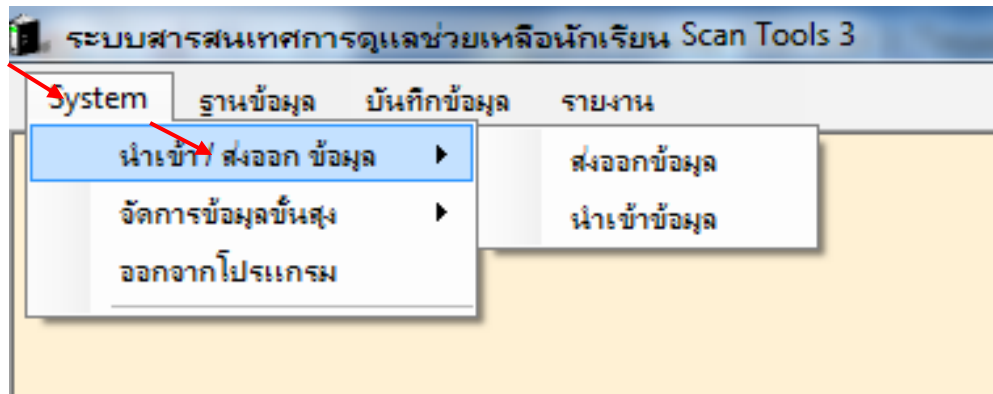 ระบบสารสนเทศการดูแลช่วยเหลือนักเรียน Scan Tools 3
System ฐานข้อมูล บันทึกข้อมูล รายงาน
นำเข้า / ส่งออก ข้อมูล
ส่งออกข้อมูล
จัดการข้อมูลขั้นสูง
นำเข้าข้อมูล
ออกจากโปรแกรม